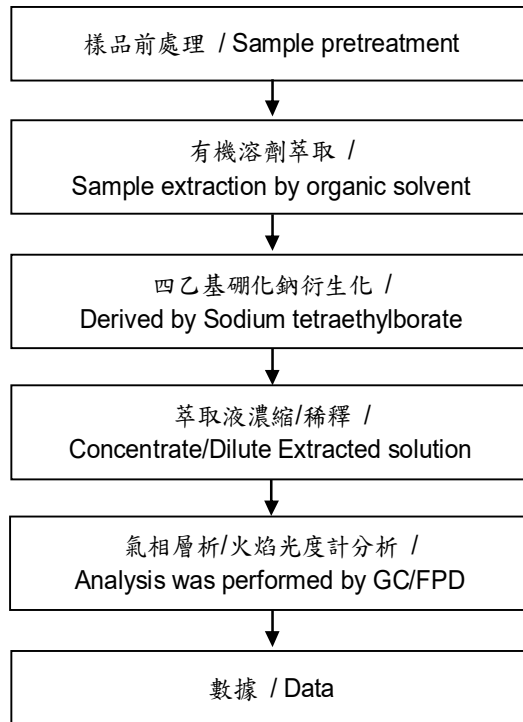 樣品前處理 / Sample pretreatment
有機溶劑萃取 /
Sample extraction by organic solvent
四乙基硼化鈉衍生化 /
Derived by Sodium tetraethylborate
萃取液濃縮/稀釋 /
Concentrate/Dilute Extracted solution
氣相層析/火焰光度計分析 /
Analysis was performed by GC/FPD
數據 / Data